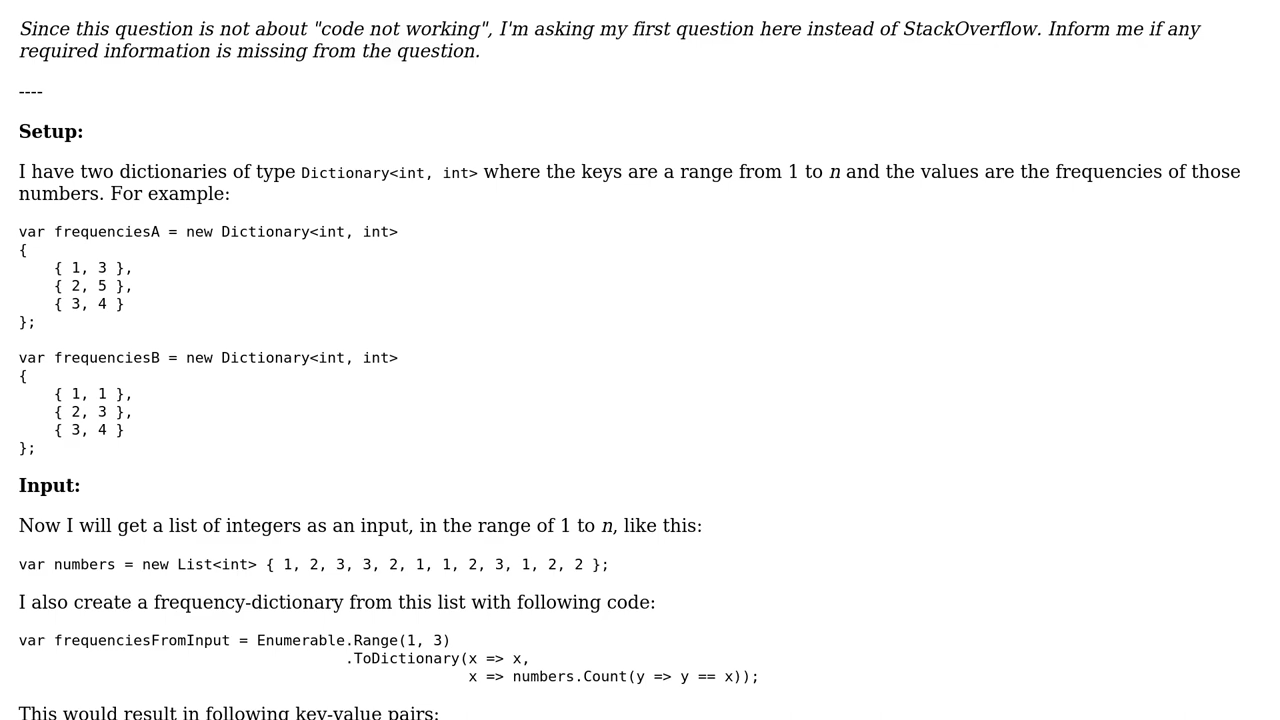 Since this question is not about "code not working", I'm asking my first question here instead of StackOverflow. Inform me if any
required information is missing from the question.
----
Setup:
I have two dictionaries of type Dictionary<int, int> where the keys are a range from 1 to n and the values are the frequencies of those
numbers. For example:
var frequenciesA = new Dictionary<int, int>
{
    { 1, 3 },
    { 2, 5 },
    { 3, 4 }
};
var frequenciesB = new Dictionary<int, int>
{
    { 1, 1 },
    { 2, 3 },
    { 3, 4 }
};
Input:
Now I will get a list of integers as an input, in the range of 1 to n, like this:
var numbers = new List<int> { 1, 2, 3, 3, 2, 1, 1, 2, 3, 1, 2, 2 };
I also create a frequency-dictionary from this list with following code:
var frequenciesFromInput = Enumerable.Range(1, 3)
                                     .ToDictionary(x => x,
                                                   x => numbers.Count(y => y == x));
This would result in following key-value pairs: